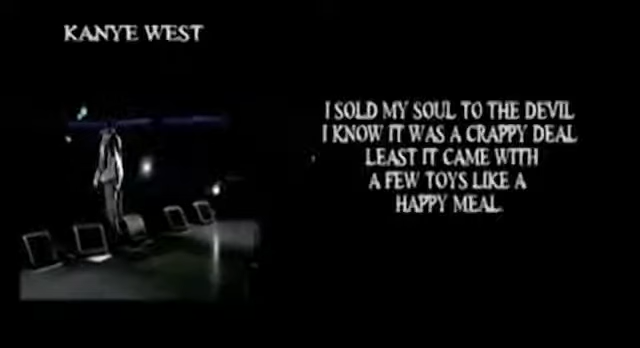 KANYE WEST
I SOLD MY SOUL TO THE DEVIL
I KNOW IT WAS A CRAPPY DEAL
LEAST IT CAME WITH
A FEW TOYS LIKE A
HAPPY MEAL.